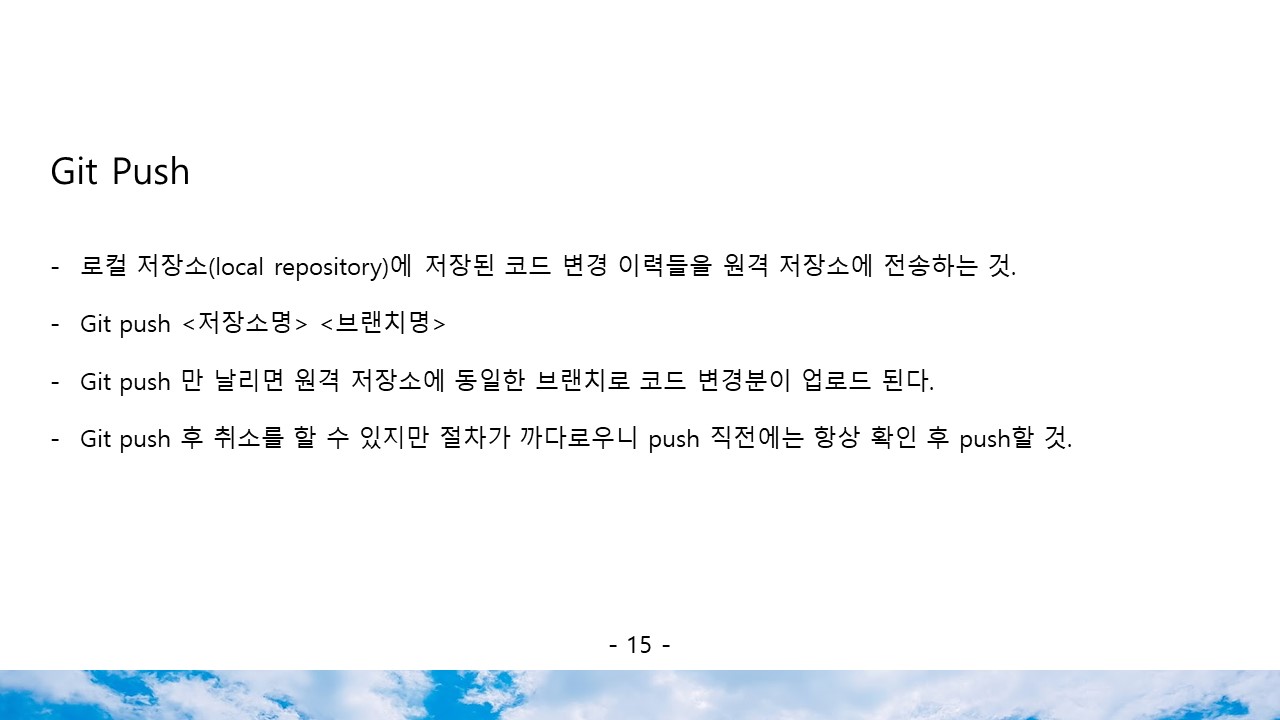 Git Push
- 로컬 저장소(local repository)에 저장된 코드 변경 이력들을 원격 저장소에 전송하는 것.
- Git push <저장소명> <브랜치명>
- Git push 만 날리면 원격 저장소에 동일한 브랜치로 코드 변경분이 업로드 된다.
- Git push 후 취소를 할 수 있지만 절차가 까다로우니 push 직전에는 항상 확인 후 push할 것.
- 15 -